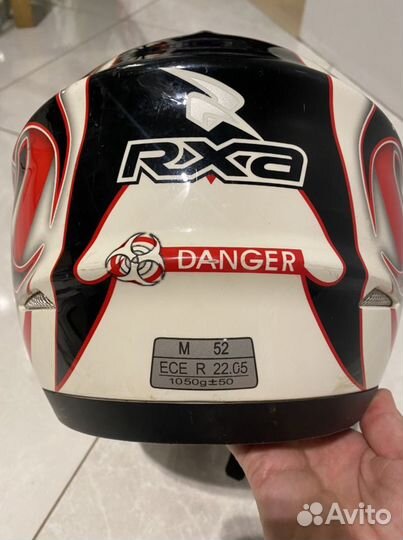 RXa
DANGER
M 52
ECE R 22.05
1050g±50
Avito